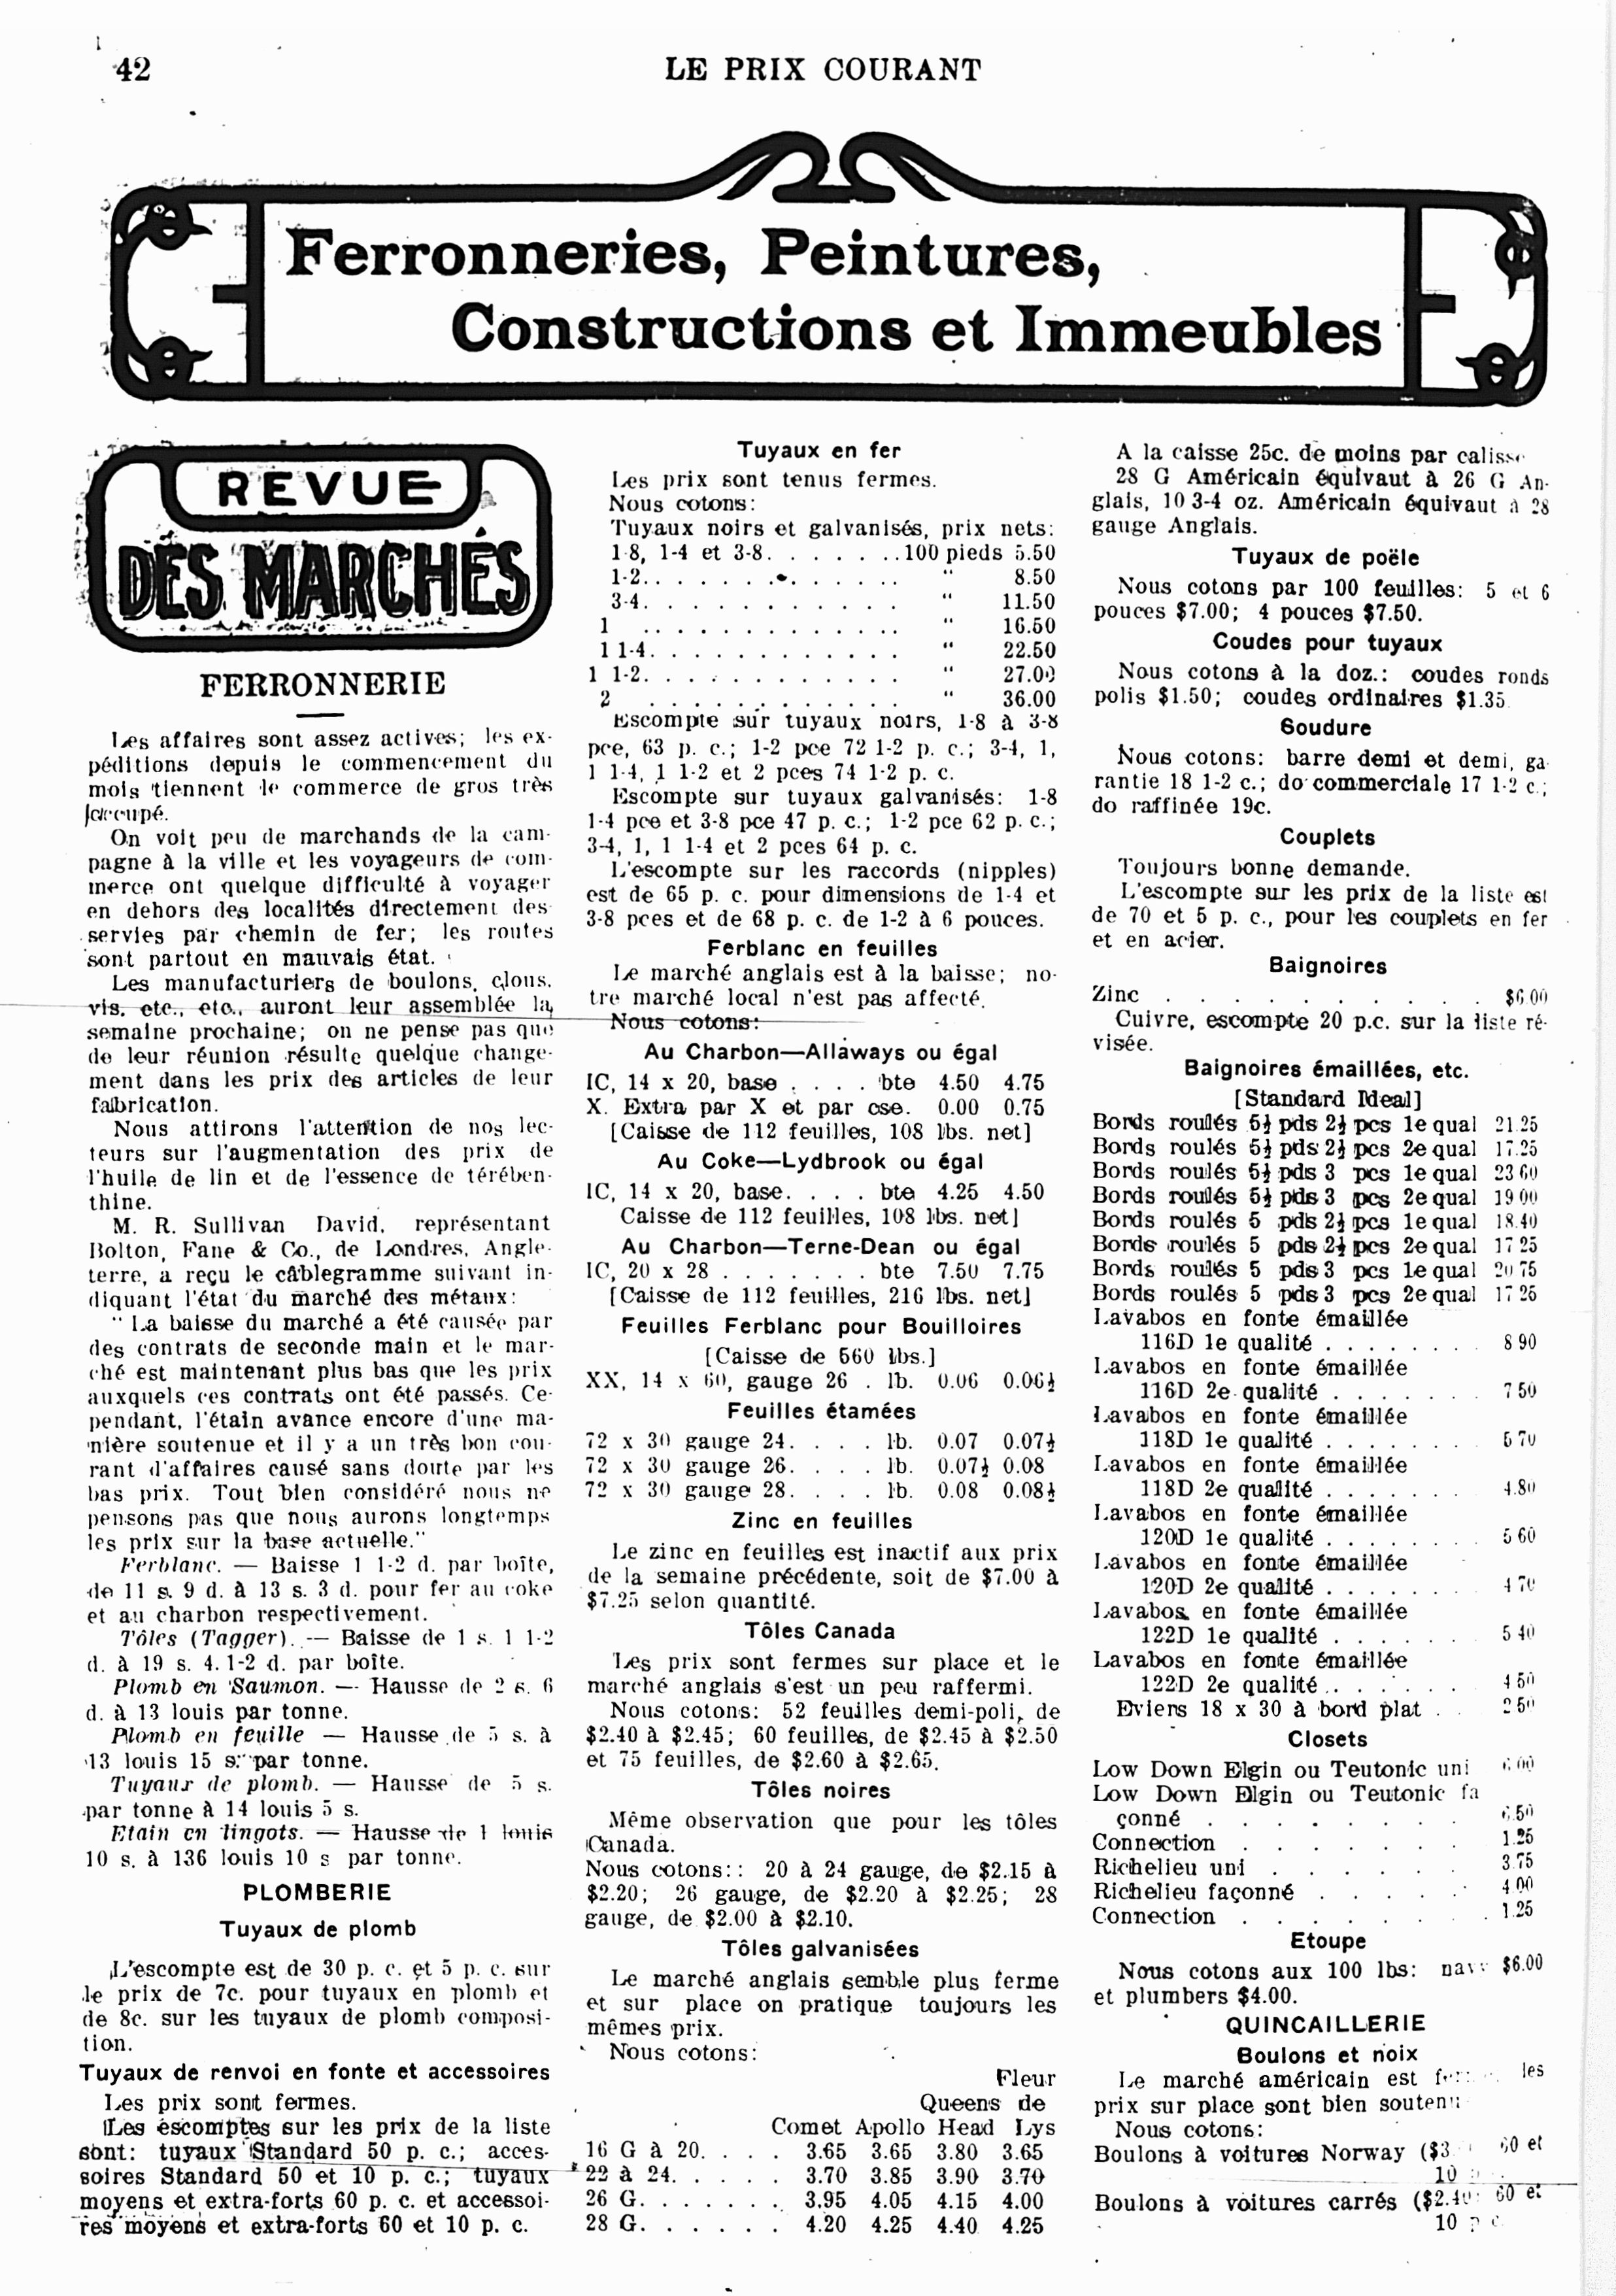 42
LE PRIX COURANT
Ferronneries, Peintures,
Constructions et Immeubles
REVUE
DES MARCHÉS
FERRONNERIE
Les affaires sont assez actives; les ex-
péditions depuis le commencement du
mois tiennent le commerce de gros très
occupé.
On voit peu de marchands de la cam-
pagne à la ville et les voyageurs de com-
merce ont quelque difficulté à voyager
en dehors des localités directement des-
servies par chemin de fer; les routes
sont partout en mauvais état.
Les manufacturiers de boulons, clous,
vis, etc., etc., auront leur assemblée la
semaine prochaine; on ne pense pas que
de leur réunion résulte quelque change-
ment dans les prix des articles de leur
fabrication.
Nous attirons l'attention de nos lec-
teurs sur l'augmentation des prix de
l'huile de lin et de l'essence de térében-
thine.
M. R. Sullivan David, représentant
Bolton, Fane & Co., de Londres, Angle-
terre, a reçu le câblegramme suivant in-
diquant l'état du marché des métaux:
" La baisse du marché a été causée par
des contrats de seconde main et le mar-
ché est maintenant plus bas que les prix
auxquels ces contrats ont été passés. Ce-
pendant, l'étain avance encore d'une ma-
nière soutenue et il y a un très bon cou-
rant d'affaires causé sans doute par les
bas prix. Tout bien considéré nous ne
pensons pas que nous aurons longtemps
les prix sur la base actuelle."
Ferblanc. — Baisse 1 1-2 d. par boîte,
de 11 s. 9 d. à 13 s. 3 d. pour fer au coke
et au charbon respectivement.
Tôles (Tagger). — Baisse de 1 s. 1 1-2
d. à 19 s. 4. 1-2 d. par boîte.
Plomb en Saumon. — Hausse de 2 s. 6
d. à 13 louis par tonne.
Plomb en feuille — Hausse de 5 s. à
13 louis 15 s. par tonne.
Tuyaux de plomb. — Hausse de 5 s.
par tonne à 14 louis 5 s.
Etain en lingots. — Hausse de 1 louis
10 s. à 136 louis 10 s par tonne.
PLOMBERIE
Tuyaux de plomb
L'escompte est de 30 p. c. et 5 p. c. sur
le prix de 7c. pour tuyaux en plomb et
de 8c. sur les tuyaux de plomb composi-
tion.
Tuyaux de renvoi en fonte et accessoires
Les prix sont fermes.
Les escomptes sur les prix de la liste
sont: tuyaux Standard 50 p. c.; acces-
soires Standard 50 et 10 p. c.; tuyaux
moyens et extra-forts 60 p. c. et accessoi-
res moyens et extra-forts 60 et 10 p. c.
Tuyaux en fer
Les prix sont tenus fermes.
Nous cotons:
Tuyaux noirs et galvanisés, prix nets:
1-8, 1-4 et 3-8. . . . . . .100 pieds 5.50
1-2. . . . . . . . . . . . . " 8.50
3-4. . . . . . . . . . . . " 11.50
1 . . . . . . . . . . . . . " 16.50
1 1-4. . . . . . . . . . . . " 22.50
1 1-2. . . . . . . . . . . . " 27.00
2 . . . . . . . . . . . . " 36.00
Escompte sur tuyaux noirs, 1-8 à 3-8
pce, 63 p. c.; 1-2 pce 72 1-2 p. c.; 3-4, 1,
1 1-4, 1 1-2 et 2 pces 74 1-2 p. c.
Escompte sur tuyaux galvanisés: 1-8
1-4 pce et 3-8 pce 47 p. c.; 1-2 pce 62 p. c.;
3-4, 1, 1 1-4 et 2 pces 64 p. c.
L'escompte sur les raccords (nipples)
est de 65 p. c. pour dimensions de 1-4 et
3-8 pces et de 68 p. c. de 1-2 à 6 pouces.
Ferblanc en feuilles
Le marché anglais est à la baisse; no-
tre marché local n'est pas affecté.
Nous cotons:
Au Charbon—Allaways ou égal
IC, 14 x 20, base . . . . bte 4.50 4.75
X. Extra par X et par cse. 0.00 0.75
[Caisse de 112 feuilles, 108 lbs. net]
Au Coke—Lydbrook ou égal
IC, 14 x 20, base. . . . bte 4.25 4.50
Caisse de 112 feuilles, 108 lbs. net]
Au Charbon—Terne-Dean ou égal
IC, 20 x 28 . . . . . . . bte 7.50 7.75
[Caisse de 112 feuilles, 216 lbs. net]
Feuilles Ferblanc pour Bouilloires
[Caisse de 560 lbs.]
XX, 14 x 60, gauge 26 . lb. 0.06 0.06½
Feuilles étamées
72 x 30 gauge 24. . . . lb. 0.07 0.07½
72 x 30 gauge 26. . . . lb. 0.07½ 0.08
72 x 30 gauge 28. . . . lb. 0.08 0.08½
Zinc en feuilles
Le zinc en feuilles est inactif aux prix
de la semaine précédente, soit de $7.00 à
$7.25 selon quantité.
Tôles Canada
Les prix sont fermes sur place et le
marché anglais s'est un peu raffermi.
Nous cotons: 52 feuilles demi-poli, de
$2.40 à $2.45; 60 feuilles, de $2.45 à $2.50
et 75 feuilles, de $2.60 à $2.65.
Tôles noires
Même observation que pour les tôles
Canada.
Nous cotons:: 20 à 24 gauge, de $2.15 à
$2.20; 26 gauge, de $2.20 à $2.25; 28
gauge, de $2.00 à $2.10.
Tôles galvanisées
Le marché anglais semble plus ferme
et sur place on pratique toujours les
mêmes prix.
Nous cotons:
Fleur
Queens de
Comet Apollo Head Lys
16 G à 20. . . . 3.65 3.65 3.80 3.65
22 à 24. . . . . 3.70 3.85 3.90 3.70
26 G. . . . . . . 3.95 4.05 4.15 4.00
28 G. . . . . . 4.20 4.25 4.40 4.25
A la caisse 25c. de moins par calisse
28 G Américain équivaut à 26 G An-
glais, 10 3-4 oz. Américain équivaut à 28
gauge Anglais.
Tuyaux de poële
Nous cotons par 100 feuilles: 5 et 6
pouces $7.00; 4 pouces $7.50.
Coudes pour tuyaux
Nous cotons à la doz.: coudes ronds
polis $1.50; coudes ordinaires $1.35.
Soudure
Nous cotons: barre demi et demi, ga-
rantie 18 1-2 c.; do commerciale 17 1-2 c.;
do raffinée 19c.
Couplets
Toujours bonne demande.
L'escompte sur les prix de la liste est
de 70 et 5 p. c., pour les couplets en fer
et en acier.
Baignoires
Zinc . . . . . . . . . . . $6.00
Cuivre, escompte 20 p.c. sur la liste ré-
visée.
Baignoires émaillées, etc.
[Standard Ideal]
Bords roulés 5½ pds 2½ pcs 1e qual 21.25
Bords roulés 5½ pds 2½ pcs 2e qual 17.25
Bords roulés 5½ pds 3 pcs 1e qual 23 60
Bords roulés 5½ pds 3 pcs 2e qual 19 00
Bords roulés 5 pds 2½ pcs 1e qual 18.40
Bords roulés 5 pds 2½ pcs 2e qual 17 25
Bords roulés 5 pds 3 pcs 1e qual 20 75
Bords roulés 5 pds 3 pcs 2e qual 17 25
Lavabos en fonte émaillée
116D 1e qualité . . . . . . . . 8 90
Lavabos en fonte émaillée
116D 2e qualité . . . . . . . 7 50
Lavabos en fonte émaillée
118D 1e qualité . . . . . . . . 5 70
Lavabos en fonte émaillée
118D 2e qualité . . . . . . . . 4.80
Lavabos en fonte émaillée
120D 1e qualité . . . . . . . . 5 60
Lavabos en fonte émaillée
120D 2e qualité . . . . . . . . 4 70
Lavabos en fonte émaillée
122D 1e qualité . . . . . . 5 40
Lavabos en fonte émaillée
122D 2e qualité . . . . . . . 4 50
Eviers 18 x 30 à bord plat . . 2 50
Closets
Low Down Elgin ou Teutonic uni 6.00
Low Down Elgin ou Teutonic fa
çonné . . . . . . . . 6.50
Connection . . . . . . . 1.25
Richelieu uni . . . . . . 3.75
Richelieu façonné . . . . . 4.00
Connection . . . . . . . . 1.25
Etoupe
Nous cotons aux 100 lbs: navy $6.00
et plumbers $4.00.
QUINCAILLERIE
Boulons et noix
Le marché américain est les
prix sur place sont bien soutenu
Nous cotons:
Boulons à voitures Norway ($3 60 et
10
Boulons à voitures carrés ($2.40 60 et
10 p c.